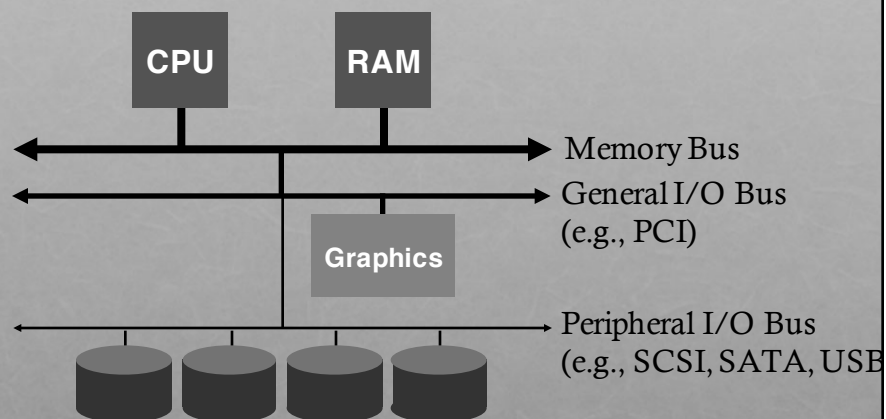 CPU
RAM
Memory Bus
General I/O Bus
(e.g., PCI)
Graphics
Peripheral I/O Bus
(e.g., SCSI, SATA, USB